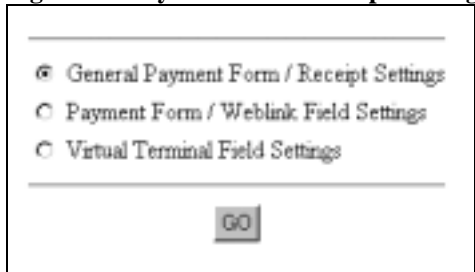 General Payment Form / Receipt Settings
Payment Form / Weblink Field Settings
Virtual Terminal Field Settings
GO